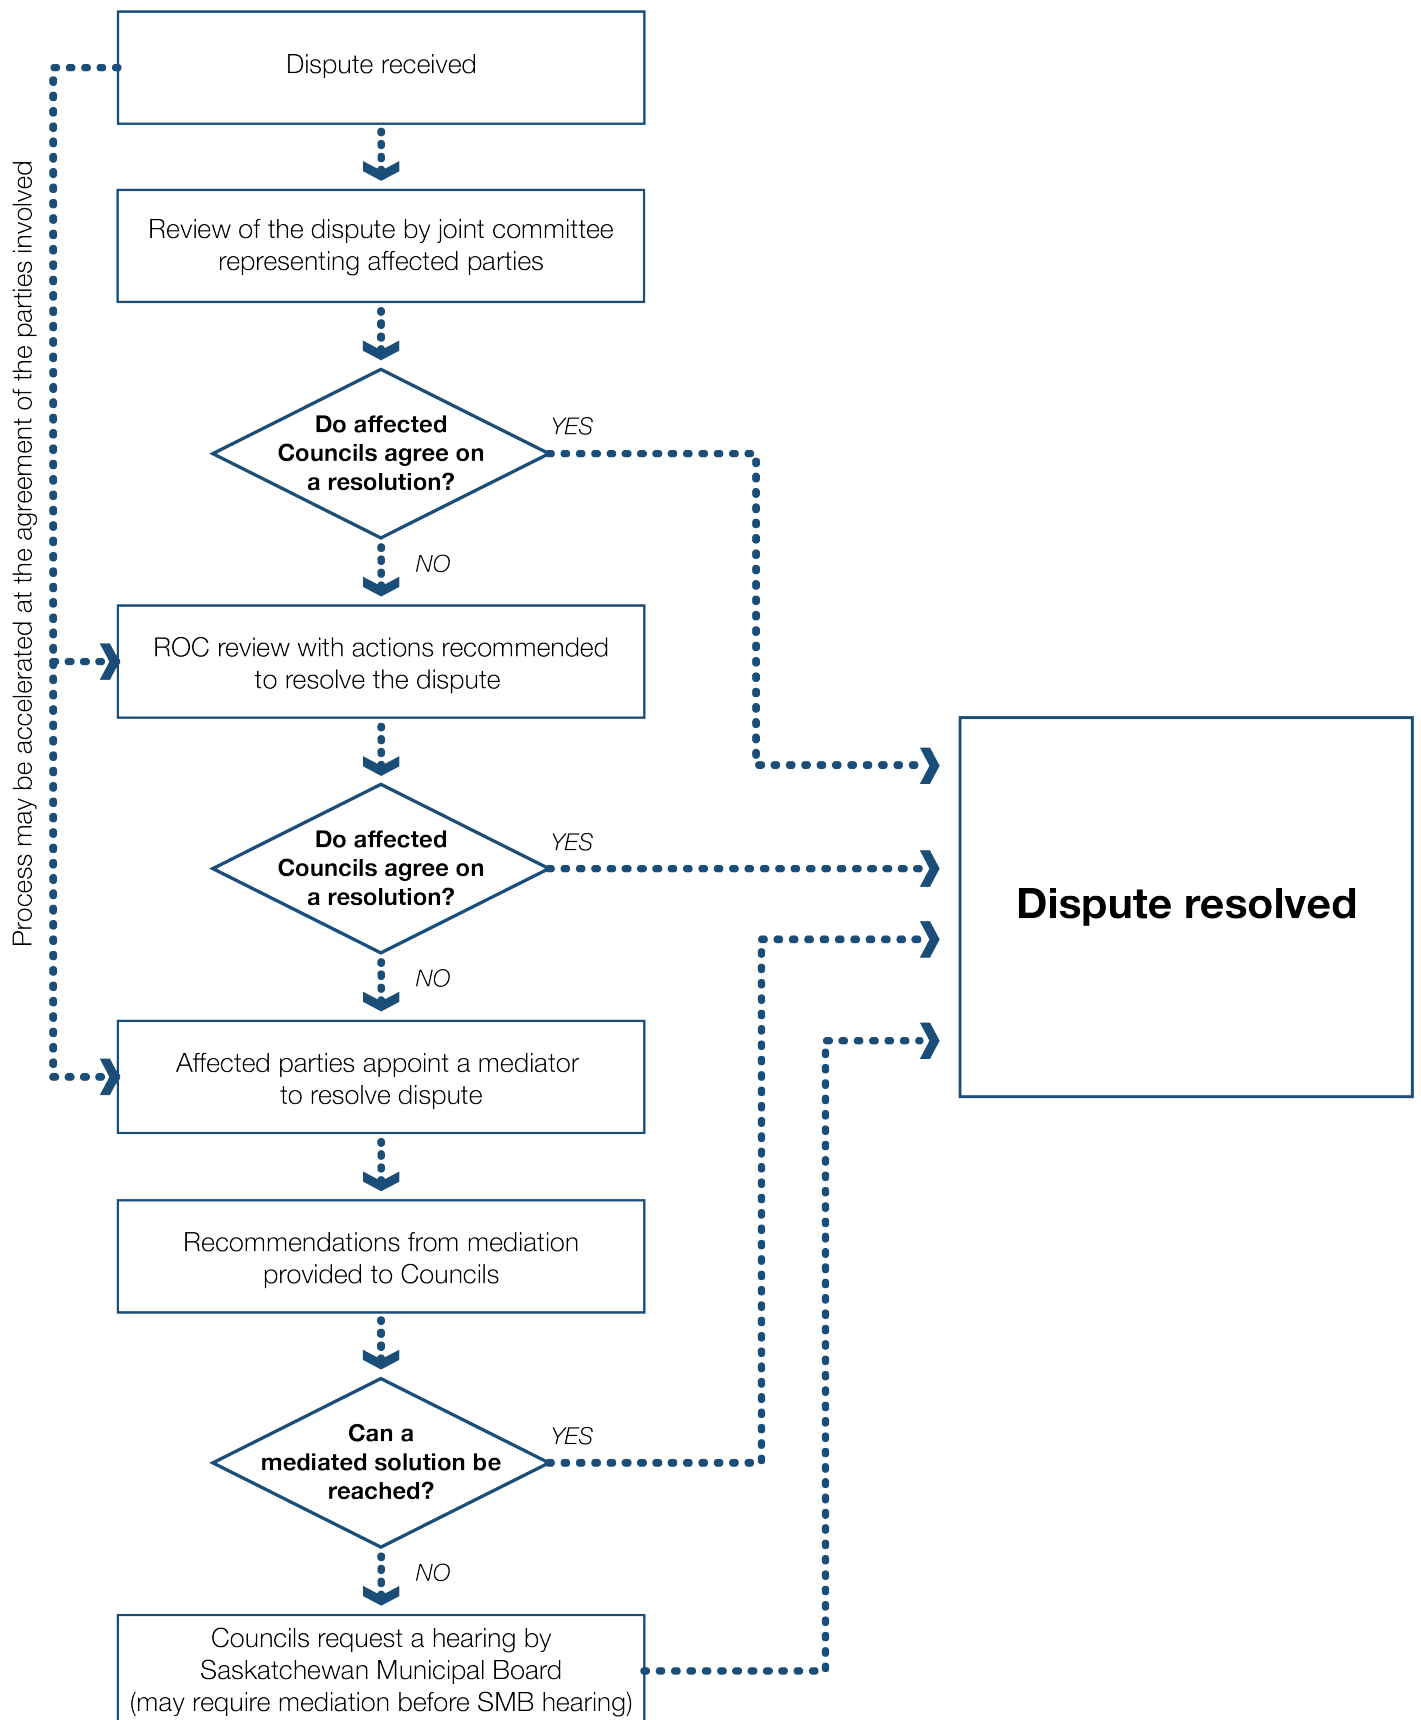 Dispute received
Process may be accelerated at the agreement of the parties involved
Review of the dispute by joint committee
representing affected parties
Do affected
Councils agree on
a resolution?
YES
NO
ROC review with actions recommended
to resolve the dispute
Do affected
Councils agree on
a resolution?
YES
Dispute resolved
NO
Affected parties appoint a mediator
to resolve dispute
Recommendations from mediation
provided to Councils
Can a
mediated solution be
reached?
YES
NO
Councils request a hearing by
Saskatchewan Municipal Board
(may require mediation before SMB hearing)